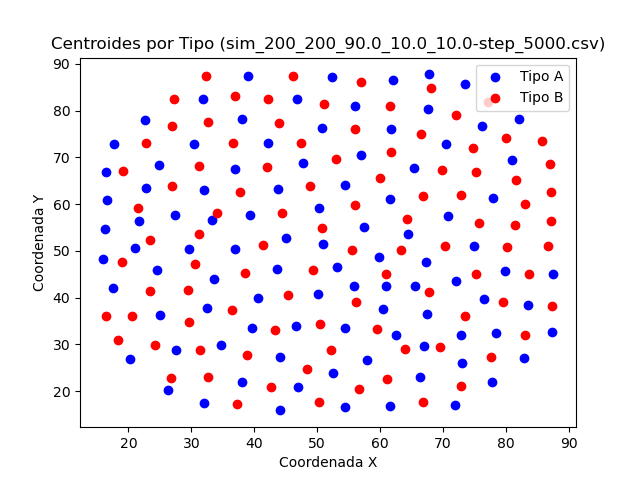 Centroides por Tipo (sim_200_200_90.0_10.0_10.0-step_5000.csv)
Tipo A
Tipo B
90
80
70
60
50
40
30
20
Coordenada Y
20 30 40 50 60 70 80 90
Coordenada X